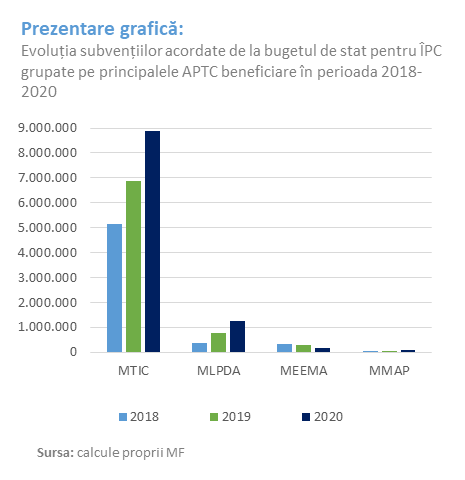 Prezentare grafică:
Evoluția subvențiilor acordate de la bugetul de stat pentru ÎPC
grupate pe principalele APTC beneficiare în perioada 2018-
2020
9.000.000
8.000.000
7.000.000
6.000.000
5.000.000
4.000.000
3.000.000
2.000.000
1.000.000
0
MTIC MLPDA MEEMA MMAP
2018 2019 2020
Sursa: calcule proprii MF